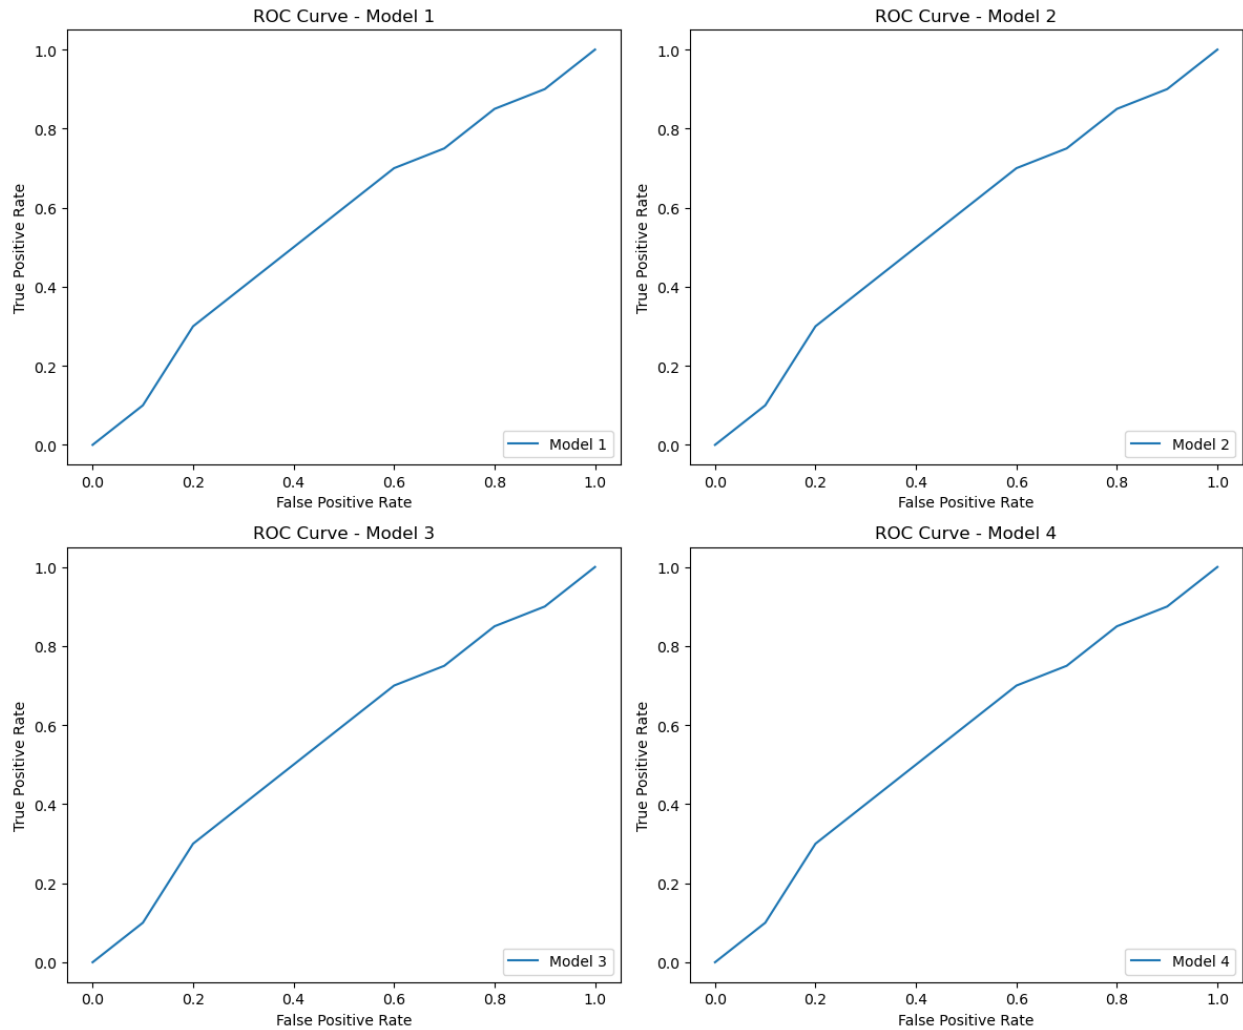 ROC Curve - Model 1
1.0
0.8
0.6
0.4
0.2
0.0
True Positive Rate
Model 1
0.0 0.2 0.4 0.6 0.8 1.0
False Positive Rate
ROC Curve - Model 2
1.0
0.8
0.6
0.4
0.2
0.0
True Positive Rate
Model 2
0.0 0.2 0.4 0.6 0.8 1.0
False Positive Rate
ROC Curve - Model 3
1.0
0.8
0.6
0.4
0.2
0.0
True Positive Rate
Model 3
0.0 0.2 0.4 0.6 0.8 1.0
False Positive Rate
ROC Curve - Model 4
1.0
0.8
0.6
0.4
0.2
0.0
True Positive Rate
Model 4
0.0 0.2 0.4 0.6 0.8 1.0
False Positive Rate